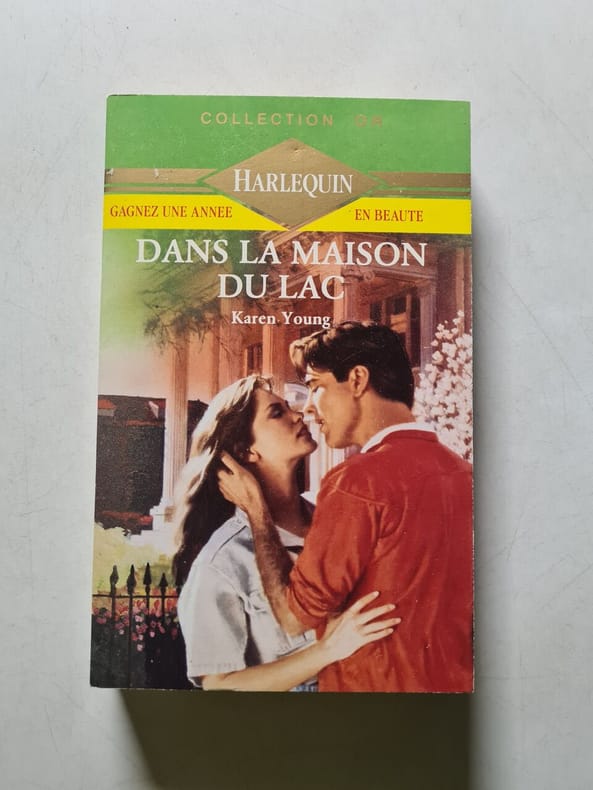 COLLECTION
HARLEQUIN
GAGNEZ UNE ANNEE EN BEAUTE
DANS LA MAISON
DU LAC
Karen Young